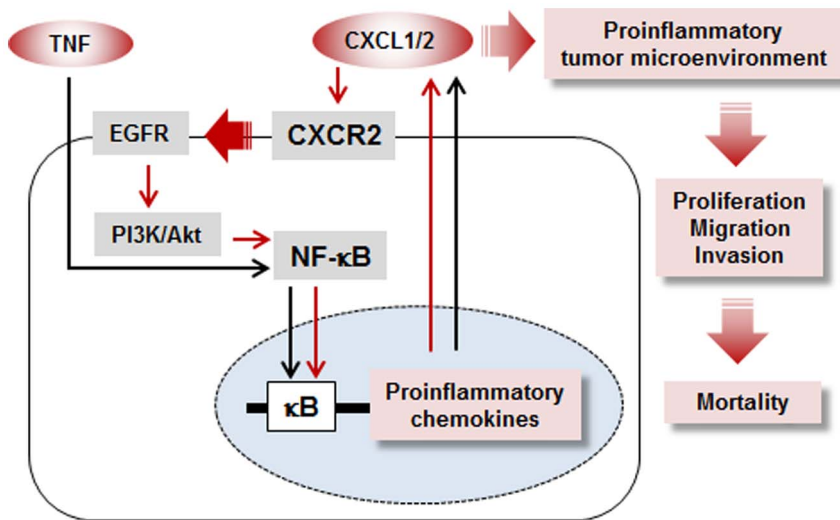 TNF
CXCL1/2
Proinflammatory
tumor microenvironment
EGFR
CXCR2
PI3K/Akt
NF-κB
Proliferation
Migration
Invasion
κB
Proinflammatory
chemokines
Mortality